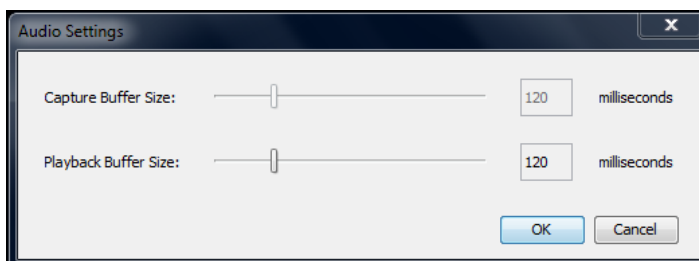 Audio Settings
Capture Buffer Size: 120 milliseconds
Playback Buffer Size: 120 milliseconds
OK Cancel